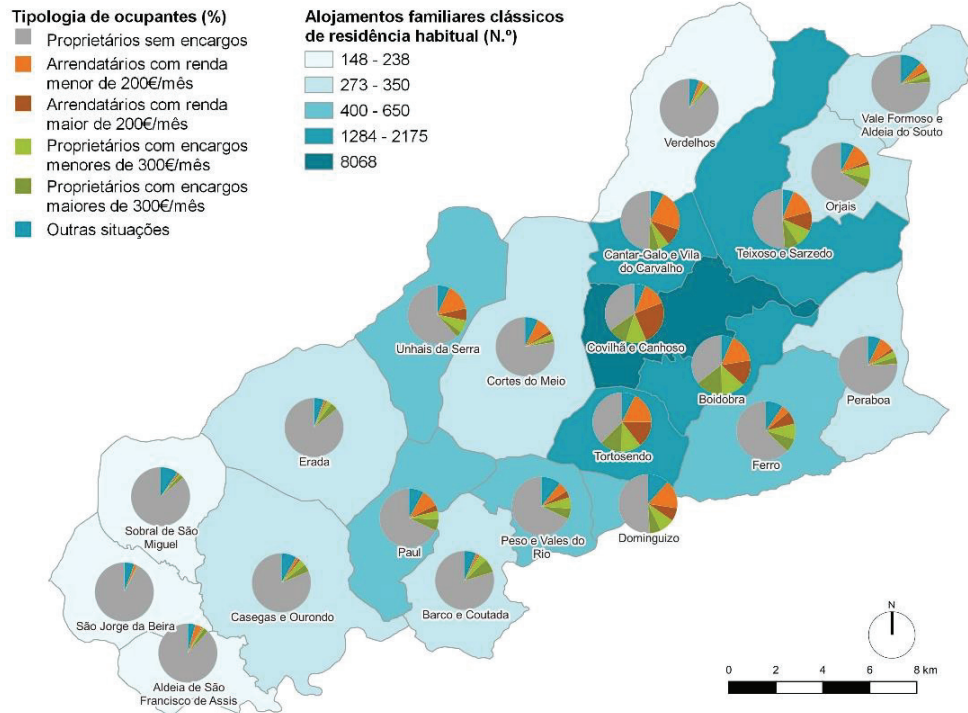 Tipologia de ocupantes (%)
Proprietários sem encargos
Arrendatários com renda
menor de 200€/mês
Arrendatários com renda
maior de 200€/mês
Proprietários com encargos
menores de 300€/mês
Proprietários com encargos
maiores de 300€/mês
Outras situações
Alojamentos familiares clássicos
de residência habitual (N.º)
148 - 238
273 - 350
400 - 650
1284 - 2175
8068
Verdelhos
Vale Formoso e
Aldeia do Souto
Orjais
Cantar-Galo e Vila
do Carvalho
Teixoso e Sarzedo
Unhais da Serra
Cortes do Meio
Covilhã e Canhoso
Boidobra
Peraboa
Erada
Tortosendo
Ferro
Sobral de São
Miguel
Paul
Peso e Vales do
Rio
Dominguizo
São Jorge da Beira
Casegas e Ourondo
Barco e Coutada
Aldeia de São
Francisco de Assis
N
0 2 4 6 8 km